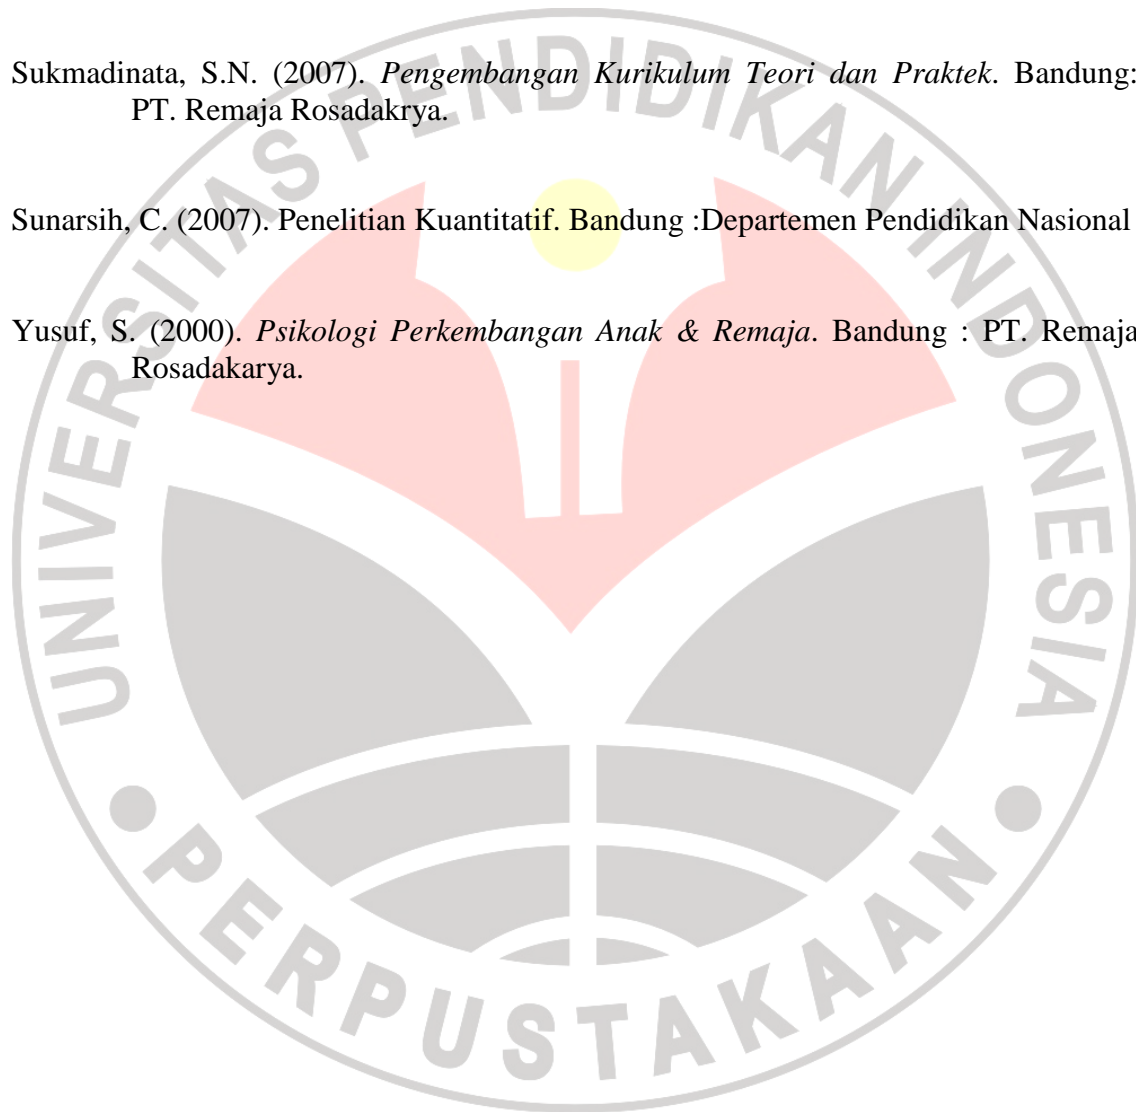 Sukmadinata, S.N. (2007). Pengembangan Kurikulum Teori dan Praktek. Bandung:
PT. Remaja Rosadakrya.
Sunarsih, C. (2007). Penelitian Kuantitatif. Bandung :Departemen Pendidikan Nasional
Yusuf, S. (2000). Psikologi Perkembangan Anak & Remaja. Bandung : PT. Remaja
Rosadakarya.
UNIVERSITAS PENDIDIKAN INDONESIA
PERPUSTAKAAN